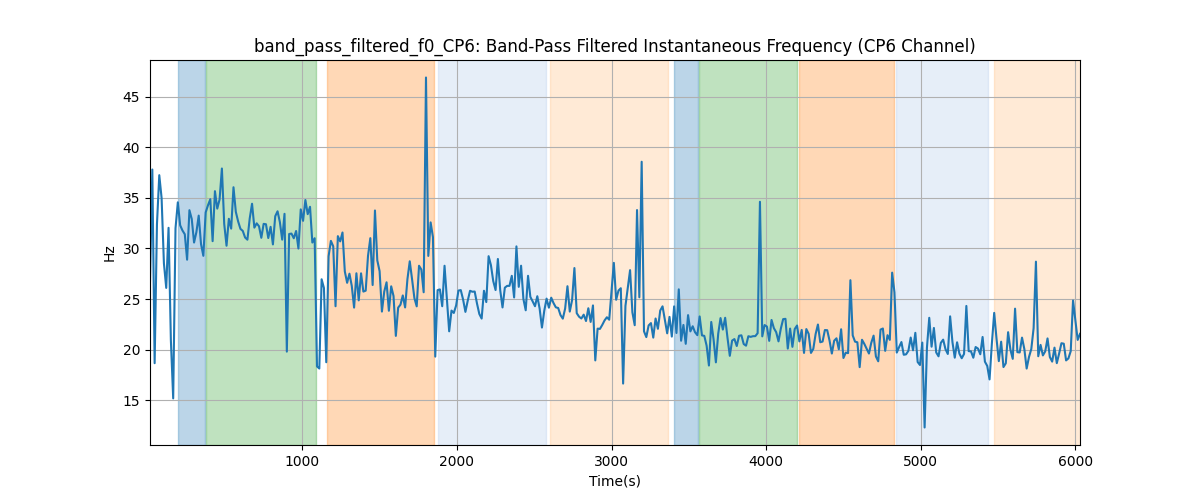 band_pass_filtered_f0_CP6: Band-Pass Filtered Instantaneous Frequency (CP6 Channel)
45
40
35
30
25
20
15
Hz
1000 2000 3000 4000 5000 6000
Time(s)